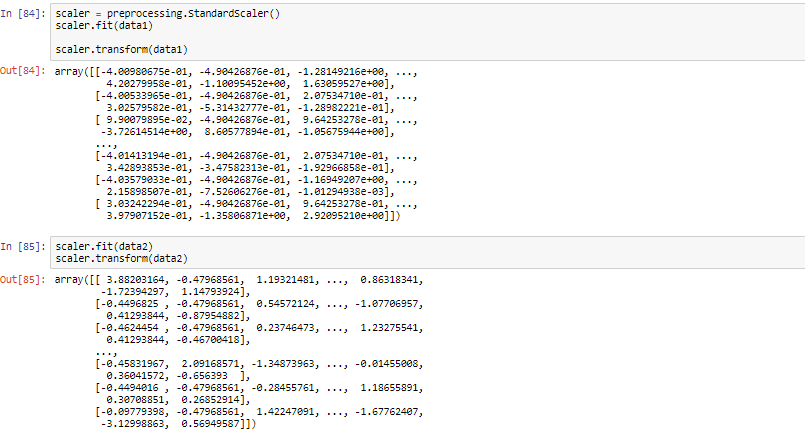 In [84]: scaler = preprocessing.StandardScaler()
scaler.fit(data1)
scaler.transform(data1)
Out[84]: array([[-4.00980675e-01, -4.90426876e-01, -1.28149216e+00, ...,
4.20279958e-01, -1.10095452e+00, 1.63059527e+00],
[-4.00533965e-01, -4.90426876e-01, 2.07534710e-01, ...,
3.02579582e-01, -5.31432777e-01, -1.28982221e-01],
[ 9.90079895e-02, -4.90426876e-01, 9.64253278e-01, ...,
-3.72614514e+00, 8.60577894e-01, -1.05675944e+00],
...,
[-4.01413194e-01, -4.90426876e-01, 2.07534710e-01, ...,
3.42893853e-01, -3.47582313e-01, -1.92966858e-01],
[-4.03579033e-01, -4.90426876e-01, -1.16949207e+00, ...,
2.15898507e-01, -7.52606276e-01, -1.01294938e-03],
[ 3.03242294e-01, -4.90426876e-01, 9.64253278e-01, ...,
3.97907152e-01, -1.35806871e+00, 2.92095210e+00]])
In [85]: scaler.fit(data2)
scaler.transform(data2)
Out[85]: array([[ 3.88203164, -0.47968561, 1.19321481, ..., 0.86318341,
-1.72394297, 1.14793924],
[-0.4496825 , -0.47968561, 0.54572124, ..., -1.07706957,
0.41293844, -0.87954882],
[-0.4624454 , -0.47968561, 0.23746473, ..., 1.23275541,
0.41293844, -0.46700418],
...,
[-0.45831967, 2.09168571, -1.34873963, ..., -0.01455008,
0.36041572, -0.656393 ],
[-0.4494016 , -0.47968561, -0.28455761, ..., 1.18655891,
0.30708851, 0.26852914],
[-0.09779398, -0.47968561, 1.42247091, ..., -1.67762407,
-3.12998863, 0.56949587]])